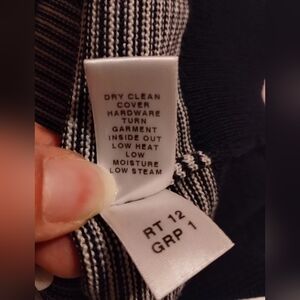 DRY CLEAN
COVER
HARDWARE
TURN
GARMENT
INSIDE OUT
LOW HEAT
LOW
MOISTURE
LOW STEAM
RT 12
GRP 1